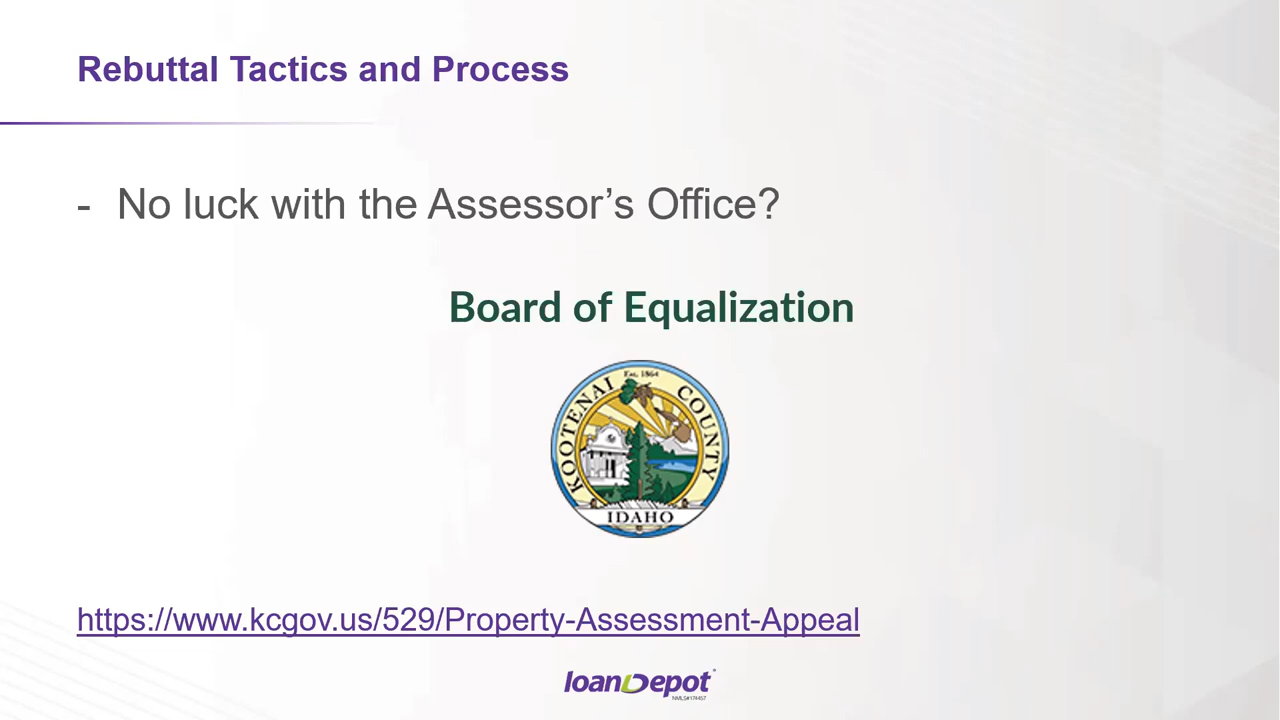 Rebuttal Tactics and Process
- No luck with the Assessor’s Office?
Board of Equalization
Est. 1864
KOOTENAI COUNTY
IDAHO
https://www.kcgov.us/529/Property-Assessment-Appeal
loanDepot